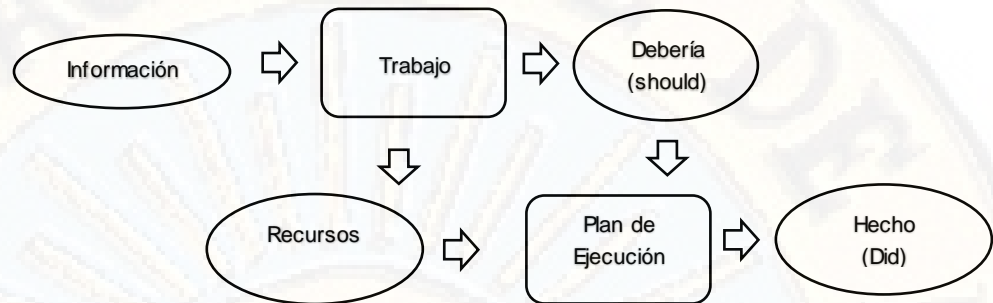 Información
Trabajo
Debería
(should)
Recursos
Plan de
Ejecución
Hecho
(Did)